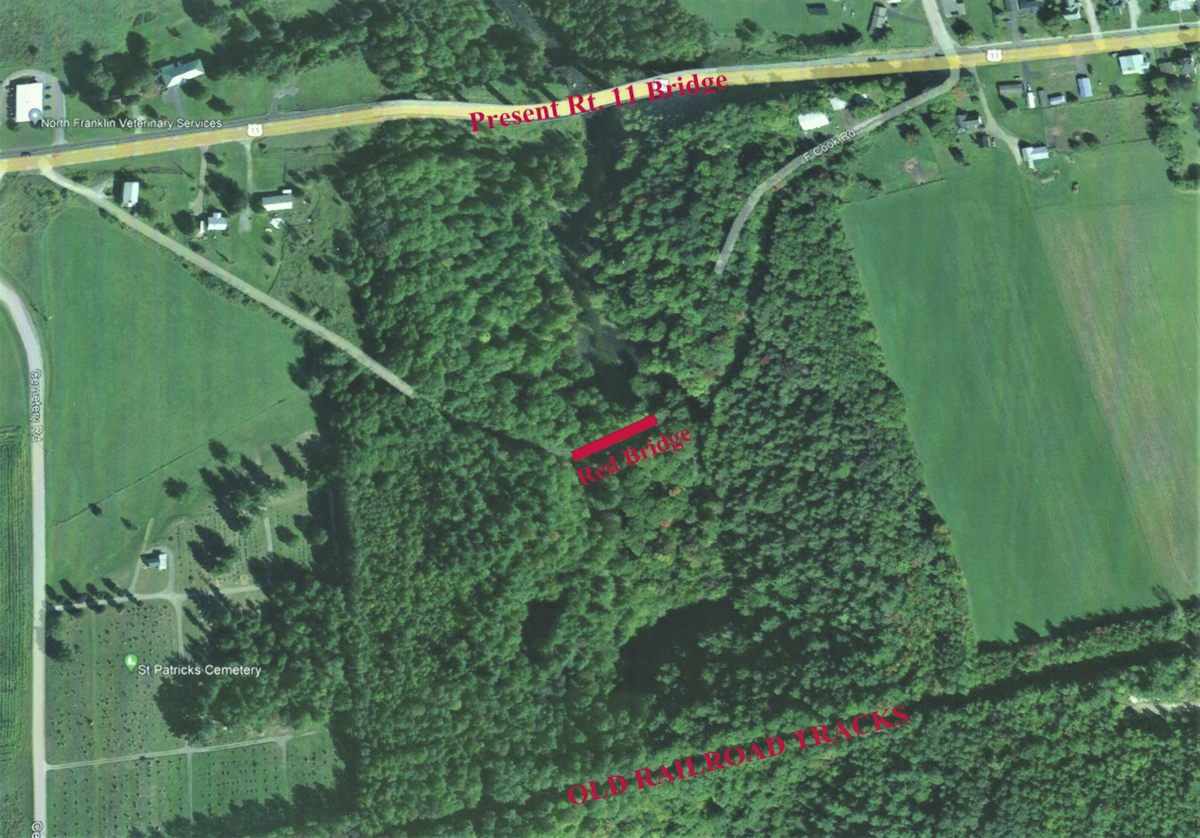 Present Rt. 11 Bridge
11
11
North Franklin Veterinary Services
F. Cook Rd
Cemetery Rd
Red Bridge
St Patricks Cemetery
OLD RAILROAD TRACKS
Ce